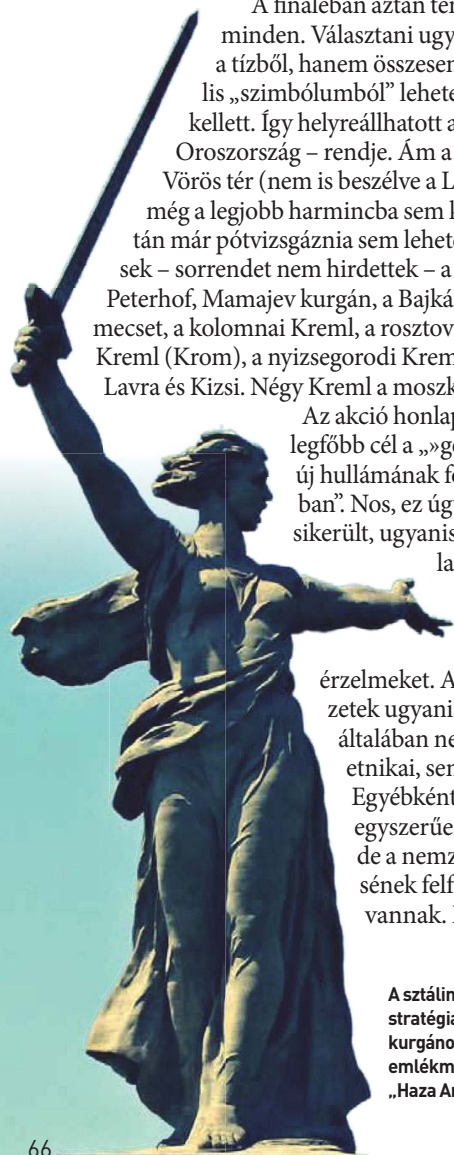 A fináléban aztán
minden. Választani ugy
a tízből, hanem összesen
lis „szimbólumból” lehete
kellett. Így helyreállhatott a
Oroszország – rendje. Ám a
Vörös tér (nem is beszélve a L
még a legjobb harmincba sem k
tán már pótvizsgáznia sem lehete
sek – sorrendet nem hirdettek – a
Peterhof, Mamajev kurgán, a Bajká
mecset, a kolomnai Kreml, a rosztov
Kreml (Krom), a nyizsegorodi Krem
Lavra és Kizsi. Négy Kreml a moszk
Az akció honlap
legfőbb cél a „»ge
új hullámának fe
ban”. Nos, ez úg
sikerült, ugyanis
la
érzelmeket. A
zetek ugyanis
általában ne
etnikai, sem
Egyébként
egyszerűe
de a nemz
sének felf
vannak. I
A sztálin
stratégia
kurgáno
emlékm
„Haza An
66